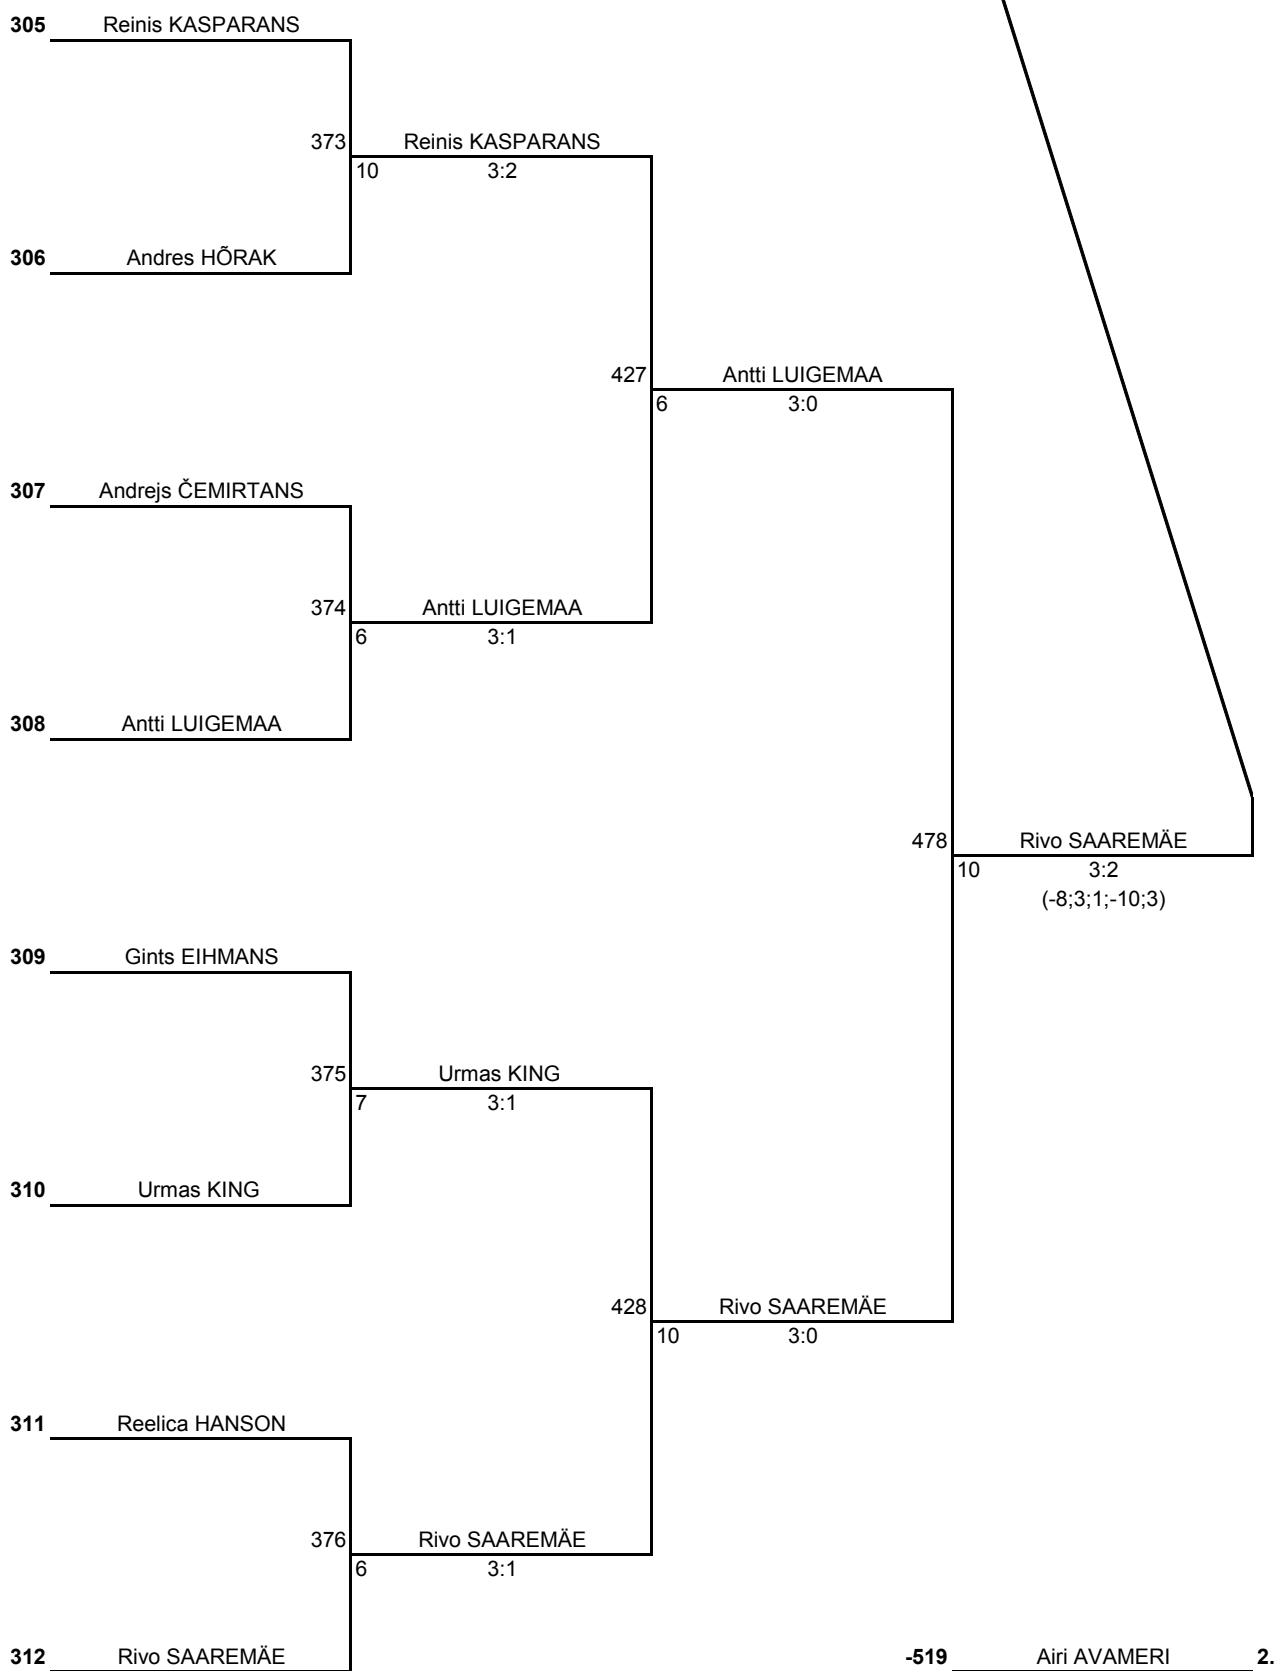 305 Reinis KASPARANS
373 Reinis KASPARANS
10 3:2
306 Andres HÕRAK
427 Antti LUIGEMAA
6 3:0
307 Andrejs ČEMIRTANS
374 Antti LUIGEMAA
6 3:1
308 Antti LUIGEMAA
478 Rivo SAAREMÄE
10 3:2
(-8;3;1;-10;3)
309 Gints EIHMANS
375 Urmas KING
7 3:1
310 Urmas KING
428 Rivo SAAREMÄE
10 3:0
311 Reelica HANSON
376 Rivo SAAREMÄE
6 3:1
312 Rivo SAAREMÄE -519 Airi AVAMERI 2.